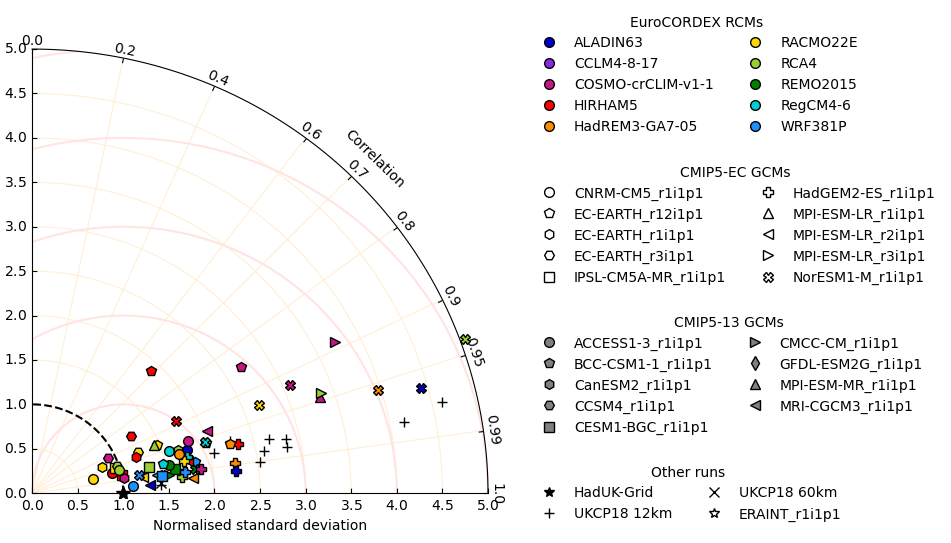 0.0
0.2
0.4
0.6
0.7
0.8
0.9
0.95
0.99
1.0
Correlation
5.0
4.5
4.0
3.5
3.0
2.5
2.0
1.5
1.0
0.5
0.0
0.0 0.5 1.0 1.5 2.0 2.5 3.0 3.5 4.0 4.5 5.0
Normalised standard deviation
EuroCORDEX RCMs
ALADIN63
CCLM4-8-17
COSMO-crCLIM-v1-1
HIRHAM5
HadREM3-GA7-05
RACMO22E
RCA4
REMO2015
RegCM4-6
WRF381P
CMIP5-EC GCMs
CNRM-CM5_r1i1p1
EC-EARTH_r12i1p1
EC-EARTH_r1i1p1
EC-EARTH_r3i1p1
IPSL-CM5A-MR_r1i1p1
HadGEM2-ES_r1i1p1
MPI-ESM-LR_r1i1p1
MPI-ESM-LR_r2i1p1
MPI-ESM-LR_r3i1p1
NorESM1-M_r1i1p1
CMIP5-13 GCMs
ACCESS1-3_r1i1p1
BCC-CSM1-1_r1i1p1
CanESM2_r1i1p1
CCSM4_r1i1p1
CESM1-BGC_r1i1p1
CMCC-CM_r1i1p1
GFDL-ESM2G_r1i1p1
MPI-ESM-MR_r1i1p1
MRI-CGCM3_r1i1p1
Other runs
HadUK-Grid
UKCP18 12km
UKCP18 60km
ERAINT_r1i1p1